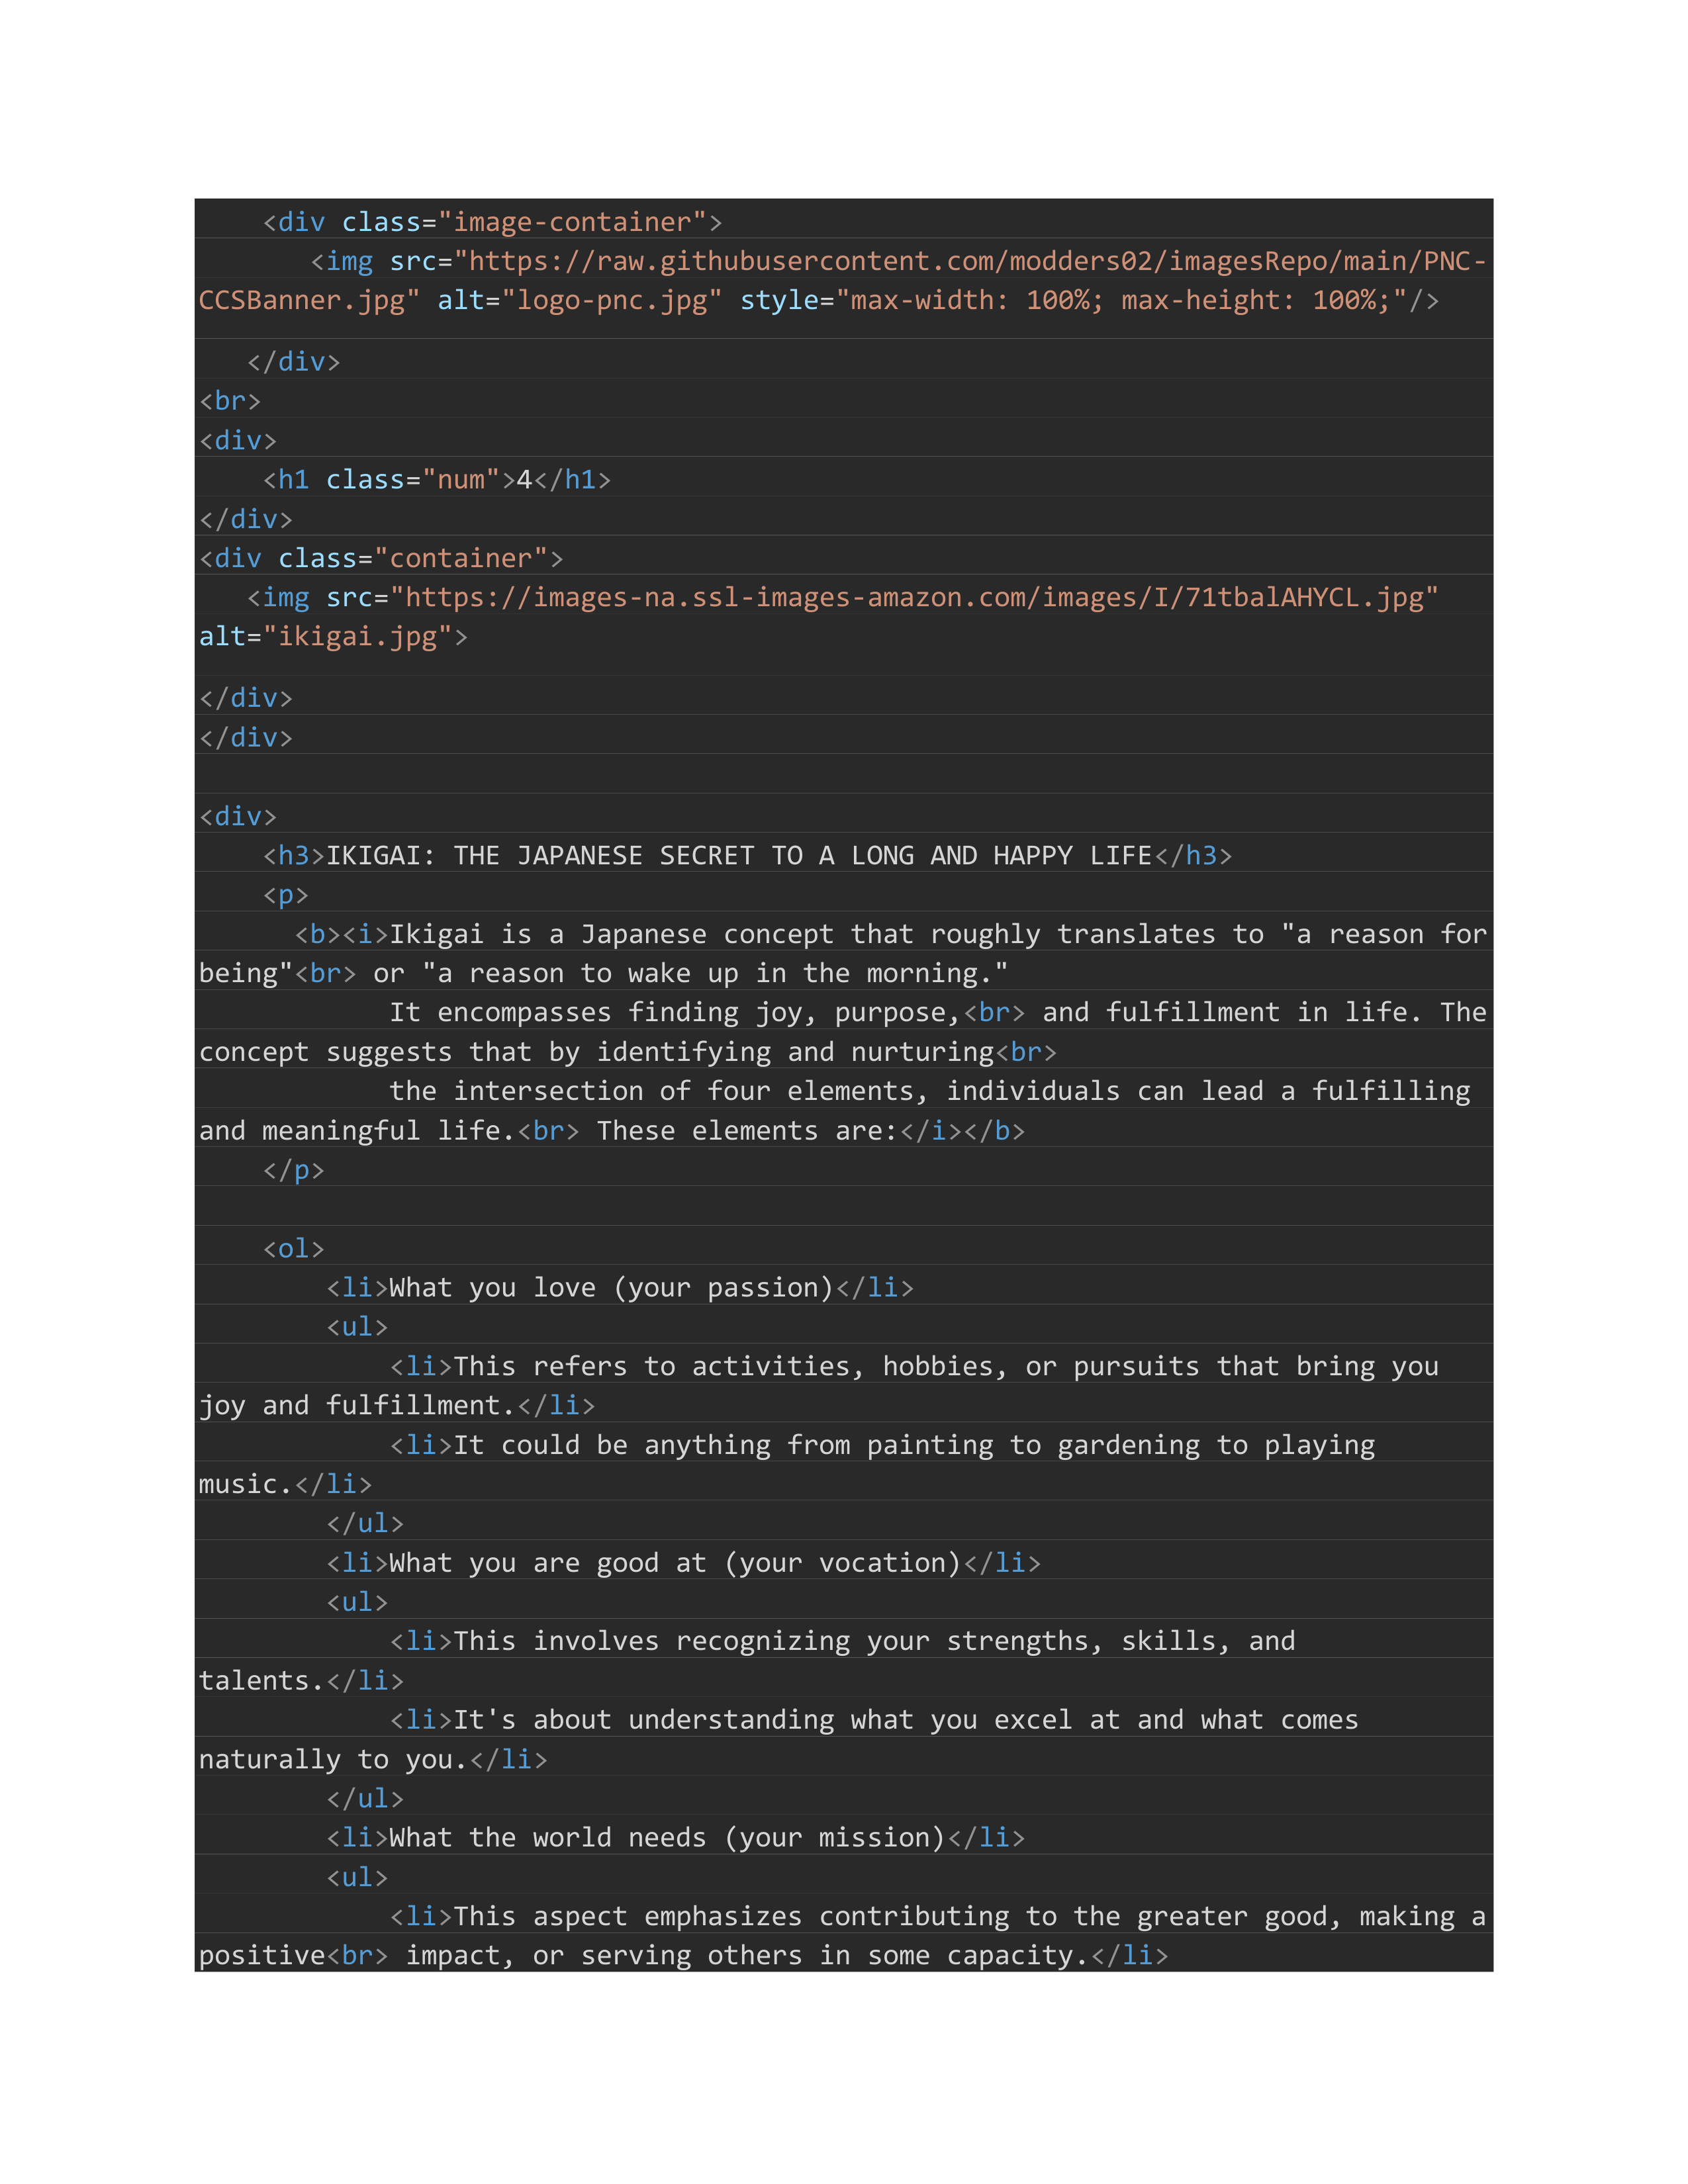 <div class="image-container">
<img src="https://raw.githubusercontent.com/modders02/imagesRepo/main/PNC-
CCSBanner.jpg" alt="logo-pnc.jpg" style="max-width: 100%; max-height: 100%;"/>
</div>
<br>
<div>
<h1 class="num">4</h1>
</div>
<div class="container">
<img src="https://images-na.ssl-images-amazon.com/images/I/71tbalAHYCL.jpg"
alt="ikigai.jpg">
</div>
</div>
<div>
<h3>IKIGAI: THE JAPANESE SECRET TO A LONG AND HAPPY LIFE</h3>
<p>
<b><i>Ikigai is a Japanese concept that roughly translates to "a reason for
being"<br> or "a reason to wake up in the morning."
It encompasses finding joy, purpose,<br> and fulfillment in life. The
concept suggests that by identifying and nurturing<br>
the intersection of four elements, individuals can lead a fulfilling
and meaningful life.<br> These elements are:</i></b>
</p>
<ol>
<li>What you love (your passion)</li>
<ul>
<li>This refers to activities, hobbies, or pursuits that bring you
joy and fulfillment.</li>
<li>It could be anything from painting to gardening to playing
music.</li>
</ul>
<li>What you are good at (your vocation)</li>
<ul>
<li>This involves recognizing your strengths, skills, and
talents.</li>
<li>It's about understanding what you excel at and what comes
naturally to you.</li>
</ul>
<li>What the world needs (your mission)</li>
<ul>
<li>This aspect emphasizes contributing to the greater good, making a
positive<br> impact, or serving others in some capacity.</li>